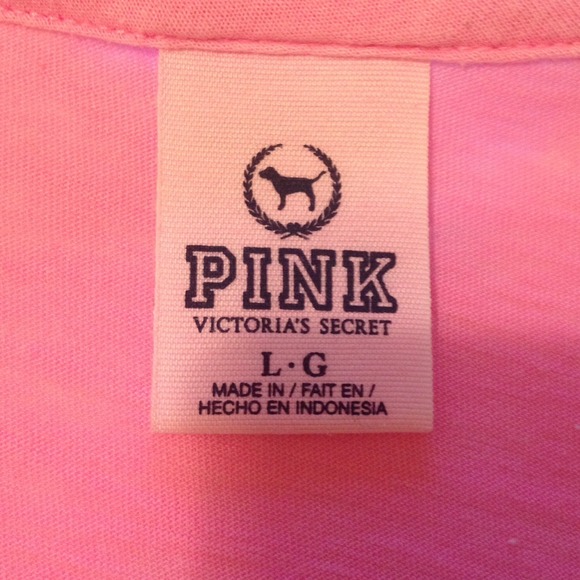 PINK
VICTORIA'S SECRET
L · G
MADE IN / FAIT EN /
HECHO EN INDONESIA